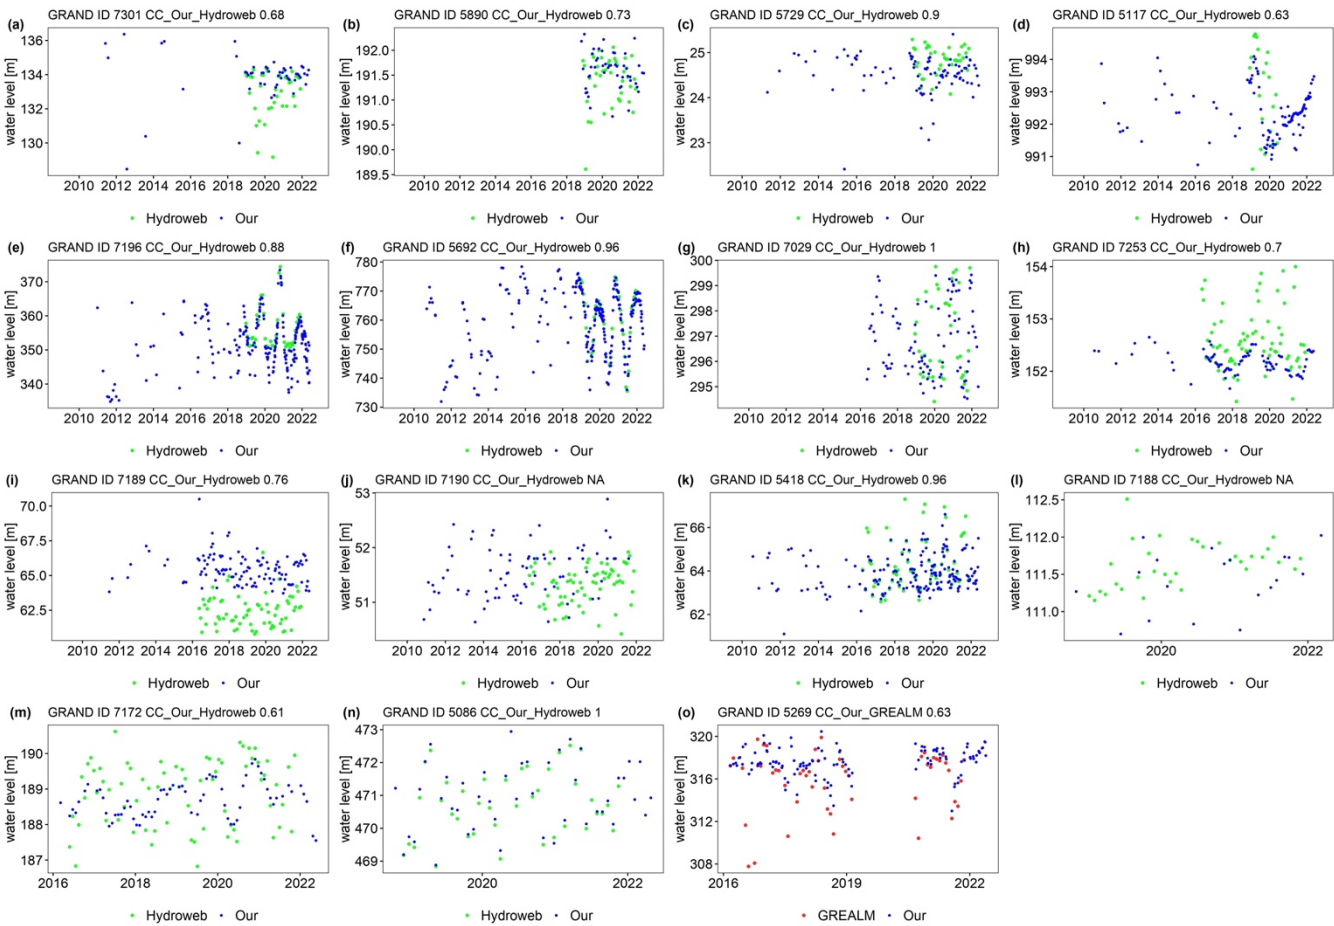 (a) GRAND ID 7301 CC_Our_Hydroweb 0.68
water level [m]
136
134
132
130
2010 2012 2014 2016 2018 2020 2022
Hydroweb Our
(b) GRAND ID 5890 CC_Our_Hydroweb 0.73
water level [m]
192.0
191.5
191.0
190.5
190.0
189.5
2010 2012 2014 2016 2018 2020 2022
Hydroweb Our
(c) GRAND ID 5729 CC_Our_Hydroweb 0.9
water level [m]
25
24
23
2010 2012 2014 2016 2018 2020 2022
Hydroweb Our
(d) GRAND ID 5117 CC_Our_Hydroweb 0.63
water level [m]
994
993
992
991
2010 2012 2014 2016 2018 2020 2022
Hydroweb Our
(e) GRAND ID 7196 CC_Our_Hydroweb 0.88
water level [m]
370
360
350
340
2010 2012 2014 2016 2018 2020 2022
Hydroweb Our
(f) GRAND ID 5692 CC_Our_Hydroweb 0.96
water level [m]
780
770
760
750
740
730
2010 2012 2014 2016 2018 2020 2022
Hydroweb Our
(g) GRAND ID 7029 CC_Our_Hydroweb 1
water level [m]
300
299
298
297
296
295
2010 2012 2014 2016 2018 2020 2022
Hydroweb Our
(h) GRAND ID 7253 CC_Our_Hydroweb 0.7
water level [m]
154
153
152
2010 2012 2014 2016 2018 2020 2022
Hydroweb Our
(i) GRAND ID 7189 CC_Our_Hydroweb 0.76
water level [m]
70.0
67.5
65.0
62.5
2010 2012 2014 2016 2018 2020 2022
Hydroweb Our
(j) GRAND ID 7190 CC_Our_Hydroweb NA
water level [m]
53
52
51
2010 2012 2014 2016 2018 2020 2022
Hydroweb Our
(k) GRAND ID 5418 CC_Our_Hydroweb 0.96
water level [m]
66
64
62
2010 2012 2014 2016 2018 2020 2022
Hydroweb Our
(l) GRAND ID 7188 CC_Our_Hydroweb NA
water level [m]
112.5
112.0
111.5
111.0
2020 2022
Hydroweb Our
(m) GRAND ID 7172 CC_Our_Hydroweb 0.61
water level [m]
190
189
188
187
2016 2018 2020 2022
Hydroweb Our
(n) GRAND ID 5086 CC_Our_Hydroweb 1
water level [m]
473
472
471
470
469
2020 2022
Hydroweb Our
(o) GRAND ID 5269 CC_Our_GREALM 0.63
water level [m]
320
316
312
308
2016 2019 2022
GREALM Our